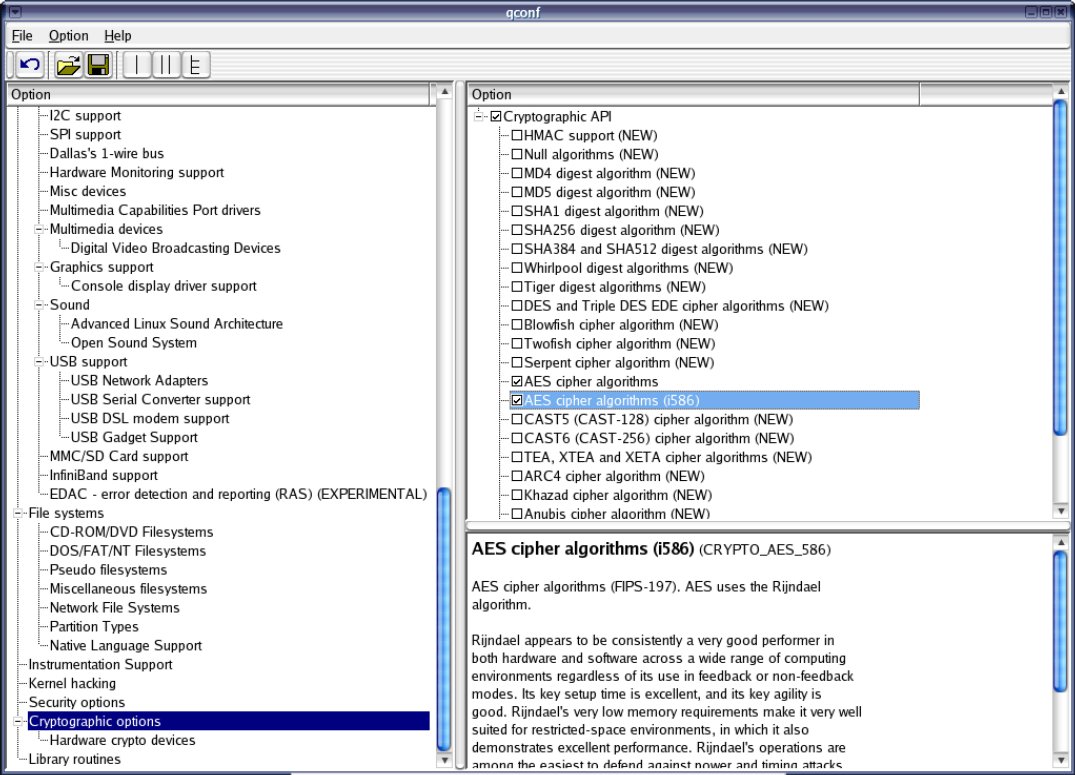 qconf
File Option Help
Option
I2C support
SPI support
Dallas's 1-wire bus
Hardware Monitoring support
Misc devices
Multimedia Capabilities Port drivers
Multimedia devices
Digital Video Broadcasting Devices
Graphics support
Console display driver support
Sound
Advanced Linux Sound Architecture
Open Sound System
USB support
USB Network Adapters
USB Serial Converter support
USB DSL modem support
USB Gadget Support
MMC/SD Card support
InfiniBand support
EDAC - error detection and reporting (RAS) (EXPERIMENTAL)
File systems
CD-ROM/DVD Filesystems
DOS/FAT/NT Filesystems
Pseudo filesystems
Miscellaneous filesystems
Network File Systems
Partition Types
Native Language Support
Instrumentation Support
Kernel hacking
Security options
Cryptographic options
Hardware crypto devices
Library routines
Option
Cryptographic API
HMAC support (NEW)
Null algorithms (NEW)
MD4 digest algorithm (NEW)
MD5 digest algorithm (NEW)
SHA1 digest algorithm (NEW)
SHA256 digest algorithm (NEW)
SHA384 and SHA512 digest algorithms (NEW)
Whirlpool digest algorithms (NEW)
Tiger digest algorithms (NEW)
DES and Triple DES EDE cipher algorithms (NEW)
Blowfish cipher algorithm (NEW)
Twofish cipher algorithm (NEW)
Serpent cipher algorithm (NEW)
AES cipher algorithms
AES cipher algorithms (i586)
CAST5 (CAST-128) cipher algorithm (NEW)
CAST6 (CAST-256) cipher algorithm (NEW)
TEA, XTEA and XETA cipher algorithms (NEW)
ARC4 cipher algorithm (NEW)
Khazad cipher algorithm (NEW)
Anubis cipher algorithm (NEW)
AES cipher algorithms (i586) (CRYPTO_AES_586)
AES cipher algorithms (FIPS-197). AES uses the Rijndael
algorithm.
Rijndael appears to be consistently a very good performer in
both hardware and software across a wide range of computing
environments regardless of its use in feedback or non-feedback
modes. Its key setup time is excellent, and its key agility is
good. Rijndael's very low memory requirements make it very well
suited for restricted-space environments, in which it also
demonstrates excellent performance. Rijndael's operations are
among the easiest to defend against power and timing attacks.